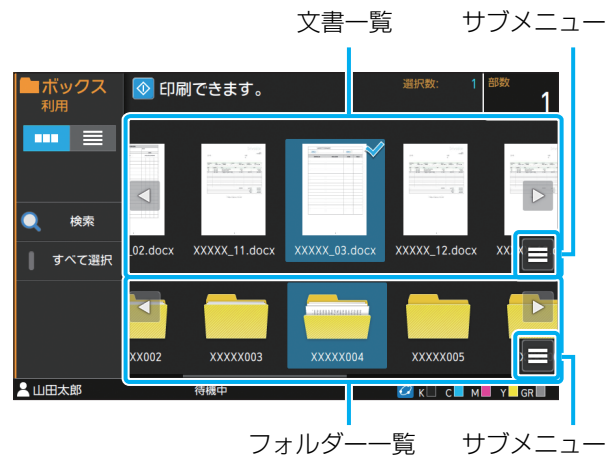 文書一覧 サブメニュー
ボックス
利用
印刷できます。
選択数: 1
部数
1
検索
すべて選択
_02.docx XXXXX_11.docx XXXXX_03.docx XXXXX_12.docx XX
XX002 XXXXX003 XXXXX004 XXXXX005
山田太郎 待機中 K C M Y GR
フォルダー一覧 サブメニュー